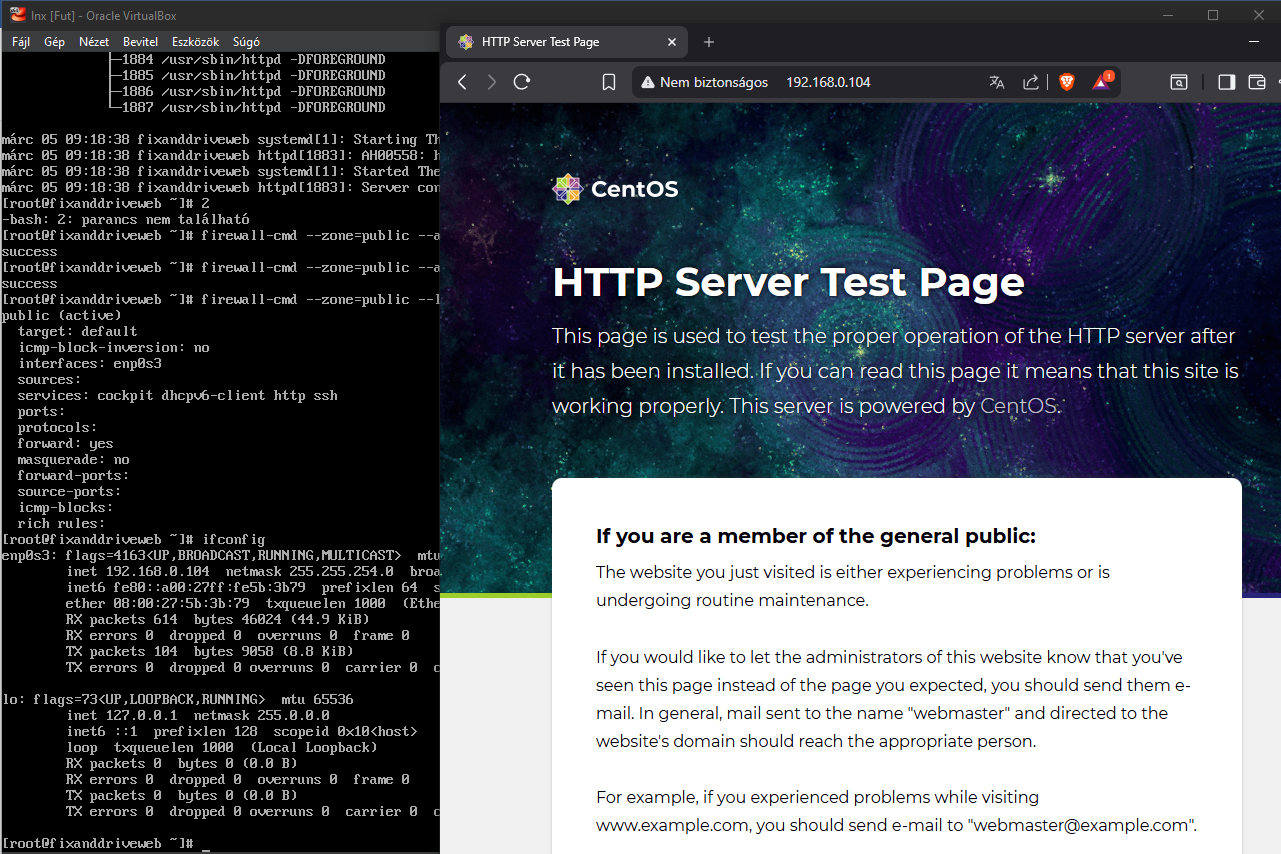 lnx [Fut] - Oracle VirtualBox
Fájl Gép Nézet Bevitel Eszközök Súgó
├─1884 /usr/sbin/httpd -DFOREGROUND
├─1885 /usr/sbin/httpd -DFOREGROUND
├─1886 /usr/sbin/httpd -DFOREGROUND
└─1887 /usr/sbin/httpd -DFOREGROUND
márc 05 09:18:38 fixanddriveweb systemd[1]: Starting Th
márc 05 09:18:38 fixanddriveweb httpd[1883]: AH00558: h
márc 05 09:18:38 fixanddriveweb systemd[1]: Started The
márc 05 09:18:38 fixanddriveweb httpd[1883]: Server con
[root@fixanddriveweb ~]# 2
-bash: 2: parancs nem található
[root@fixanddriveweb ~]# firewall-cmd --zone=public --a
success
[root@fixanddriveweb ~]# firewall-cmd --zone=public --a
success
[root@fixanddriveweb ~]# firewall-cmd --zone=public --l
public (active)
target: default
icmp-block-inversion: no
interfaces: enp0s3
sources:
services: cockpit dhcpv6-client http ssh
ports:
protocols:
forward: yes
masquerade: no
forward-ports:
source-ports:
icmp-blocks:
rich rules:
[root@fixanddriveweb ~]# ifconfig
enp0s3: flags=4163<UP,BROADCAST,RUNNING,MULTICAST> mtu
inet 192.168.0.104 netmask 255.255.254.0 broa
inet6 fe80::a00:27ff:fe5b:3b79 prefixlen 64 s
ether 08:00:27:5b:3b:79 txqueuelen 1000 (Ethe
RX packets 614 bytes 46024 (44.9 KiB)
RX errors 0 dropped 0 overruns 0 frame 0
TX packets 104 bytes 9058 (8.8 KiB)
TX errors 0 dropped 0 overruns 0 carrier 0 c
lo: flags=73<UP,LOOPBACK,RUNNING> mtu 65536
inet 127.0.0.1 netmask 255.0.0.0
inet6 ::1 prefixlen 128 scopeid 0x10<host>
loop txqueuelen 1000 (Local Loopback)
RX packets 0 bytes 0 (0.0 B)
RX errors 0 dropped 0 overruns 0 frame 0
TX packets 0 bytes 0 (0.0 B)
TX errors 0 dropped 0 overruns 0 carrier 0 c
[root@fixanddriveweb ~]# _
HTTP Server Test Page
Nem biztonságos 192.168.0.104
1
CentOS
HTTP Server Test Page
This page is used to test the proper operation of the HTTP server after
it has been installed. If you can read this page it means that this site is
working properly. This server is powered by CentOS.
If you are a member of the general public:
The website you just visited is either experiencing problems or is
undergoing routine maintenance.
If you would like to let the administrators of this website know that you've
seen this page instead of the page you expected, you should send them e-
mail. In general, mail sent to the name "webmaster" and directed to the
website's domain should reach the appropriate person.
For example, if you experienced problems while visiting
www.example.com, you should send e-mail to "webmaster@example.com".